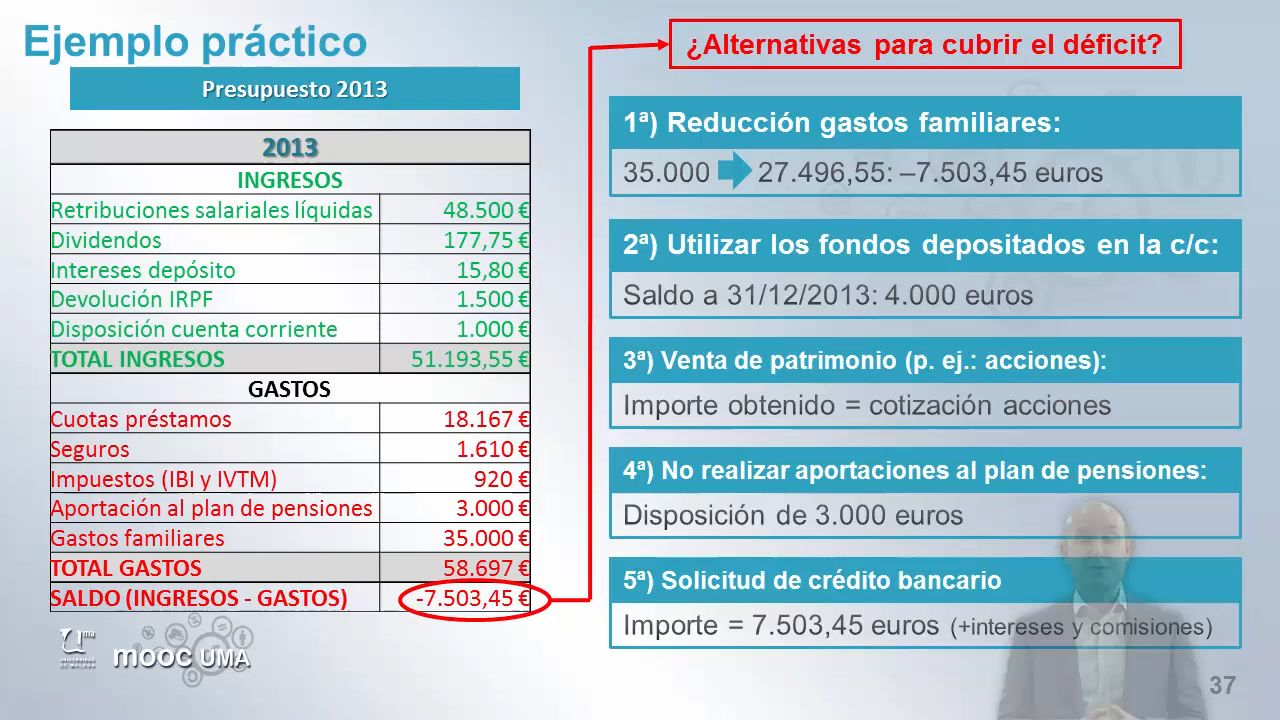 Ejemplo práctico
Presupuesto 2013
2013
INGRESOS
Retribuciones salariales líquidas 48.500 €
Dividendos 177,75 €
Intereses depósito 15,80 €
Devolución IRPF 1.500 €
Disposición cuenta corriente 1.000 €
TOTAL INGRESOS 51.193,55 €
GASTOS
Cuotas préstamos 18.167 €
Seguros 1.610 €
Impuestos (IBI y IVTM) 920 €
Aportación al plan de pensiones 3.000 €
Gastos familiares 35.000 €
TOTAL GASTOS 58.697 €
SALDO (INGRESOS - GASTOS) -7.503,45 €
¿Alternativas para cubrir el déficit?
1ª) Reducción gastos familiares:
35.000 27.496,55: –7.503,45 euros
2ª) Utilizar los fondos depositados en la c/c:
Saldo a 31/12/2013: 4.000 euros
3ª) Venta de patrimonio (p. ej.: acciones):
Importe obtenido = cotización acciones
4ª) No realizar aportaciones al plan de pensiones:
Disposición de 3.000 euros
5ª) Solicitud de crédito bancario
Importe = 7.503,45 euros (+intereses y comisiones)
uma
UNIVERSIDAD
DE MÁLAGA
mooc UMA
37